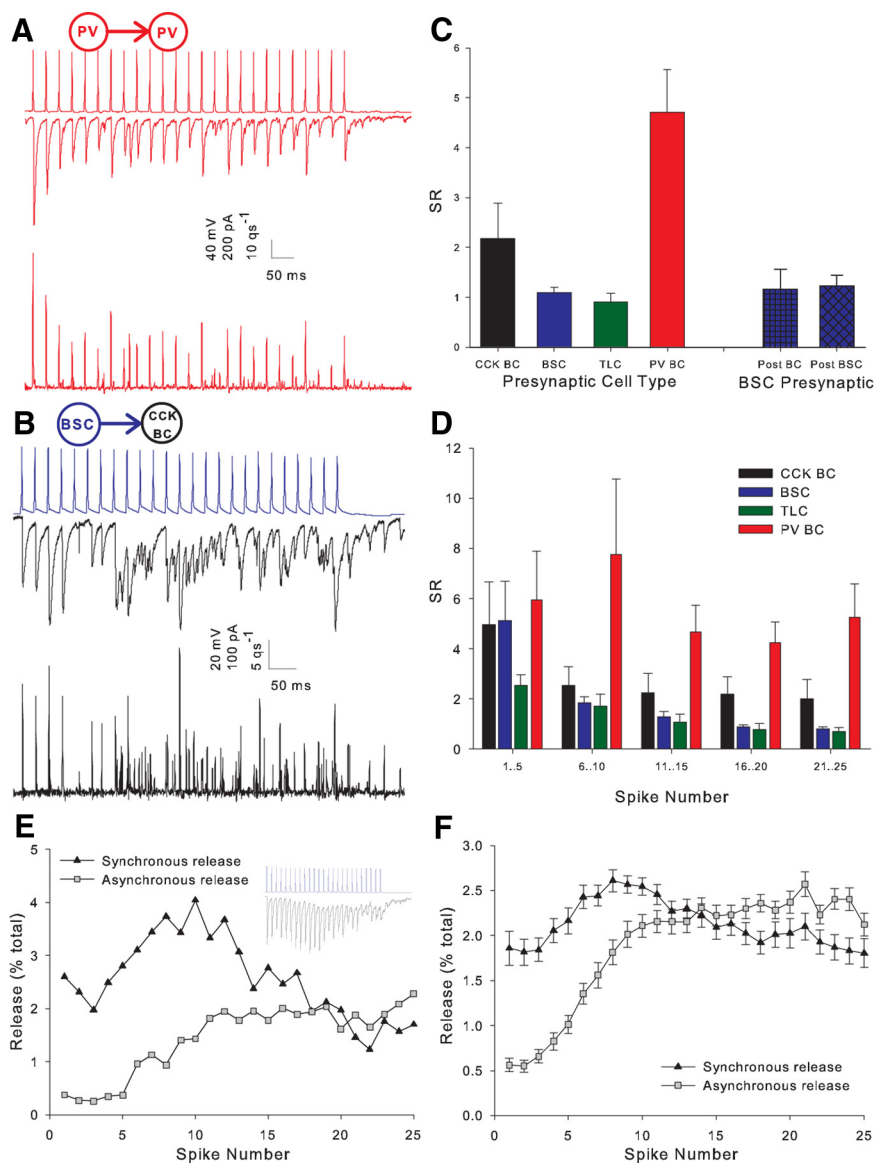 A
PV
PV
40 mV
200 pA
10 qs-1
50 ms
B
BSC
CCK
BC
20 mV
100 pA
5 qs-1
50 ms
C
6
5
4
3
2
1
0
SR
CCK BC
BSC
TLC
PV BC
Post BC
Post BSC
Presynaptic Cell Type
BSC Presynaptic
D
12
10
8
6
4
2
0
SR
CCK BC
BSC
TLC
PV BC
1..5
6..10
11..15
16..20
21..25
Spike Number
E
5
4
3
2
1
0
Release (% total)
Synchronous release
Asynchronous release
0
5
10
15
20
25
Spike Number
F
3.0
2.5
2.0
1.5
1.0
0.5
0.0
Release (% total)
Synchronous release
Asynchronous release
0
5
10
15
20
25
Spike Number